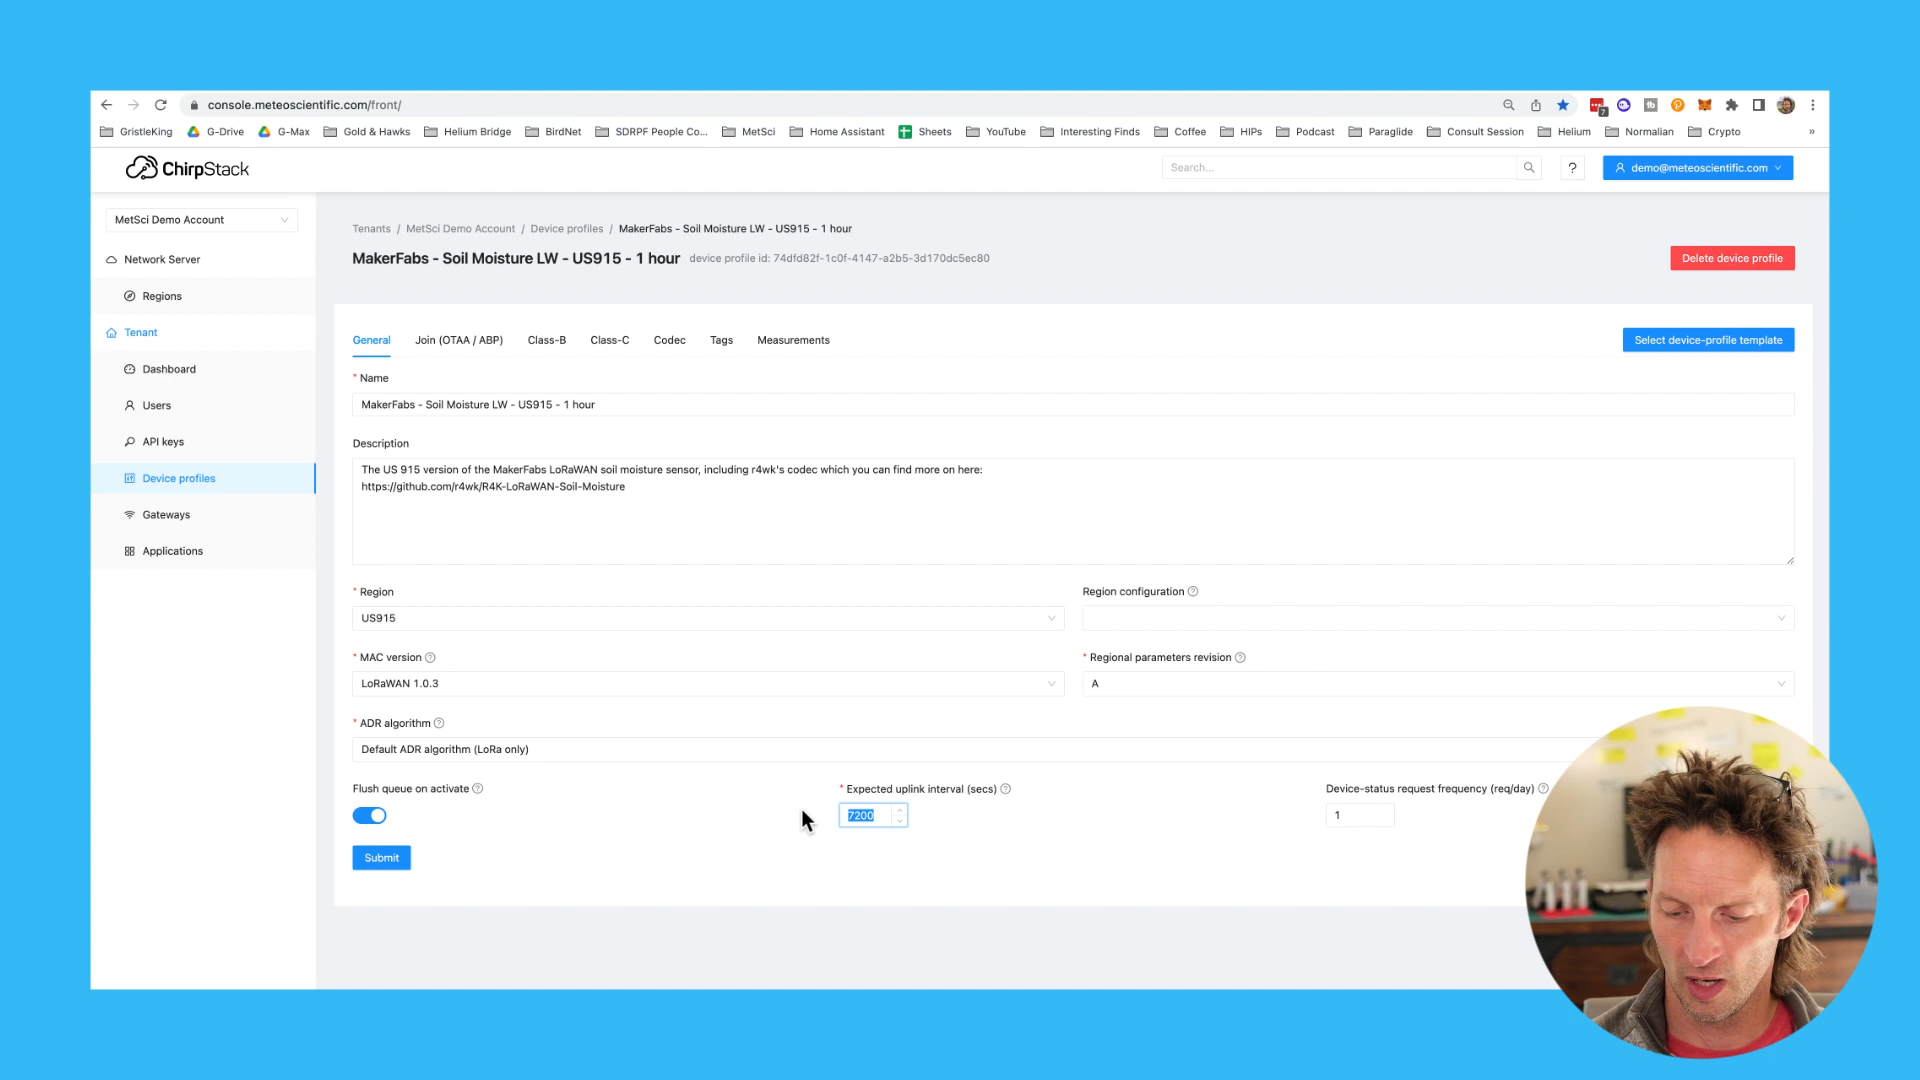 console.meteoscientific.com/front/
7
GristleKing
G-Drive
G-Max
Gold & Hawks
Helium Bridge
BirdNet
SDRPF People Co...
MetSci
Home Assistant
Sheets
YouTube
Interesting Finds
Coffee
HIPs
Podcast
Paraglide
Consult Session
Helium
Normalian
Crypto
»
ChirpStack
Search...
?
demo@meteoscientific.com
MetSci Demo Account
Network Server
Regions
Tenant
Dashboard
Users
API keys
Device profiles
Gateways
Applications
Tenants / MetSci Demo Account / Device profiles / MakerFabs - Soil Moisture LW - US915 - 1 hour
MakerFabs - Soil Moisture LW - US915 - 1 hour device profile id: 74dfd82f-1c0f-4147-a2b5-3d170dc5ec80
Delete device profile
General
Join (OTAA / ABP)
Class-B
Class-C
Codec
Tags
Measurements
Select device-profile template
* Name
MakerFabs - Soil Moisture LW - US915 - 1 hour
Description
The US 915 version of the MakerFabs LoRaWAN soil moisture sensor, including r4wk's codec which you can find more on here:
https://github.com/r4wk/R4K-LoRaWAN-Soil-Moisture
* Region
US915
Region configuration
* MAC version
LoRaWAN 1.0.3
* Regional parameters revision
A
* ADR algorithm
Default ADR algorithm (LoRa only)
Flush queue on activate
* Expected uplink interval (secs)
7200
Device-status request frequency (req/day)
1
Submit